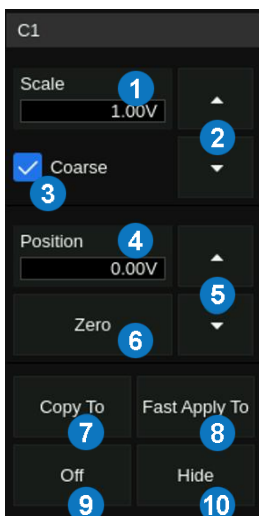 C1
Scale
1
1.00V
2
Coarse
3
Position
4
0.00V
5
Zero
6
Copy To
Fast Apply To
7
8
Off
Hide
9
10